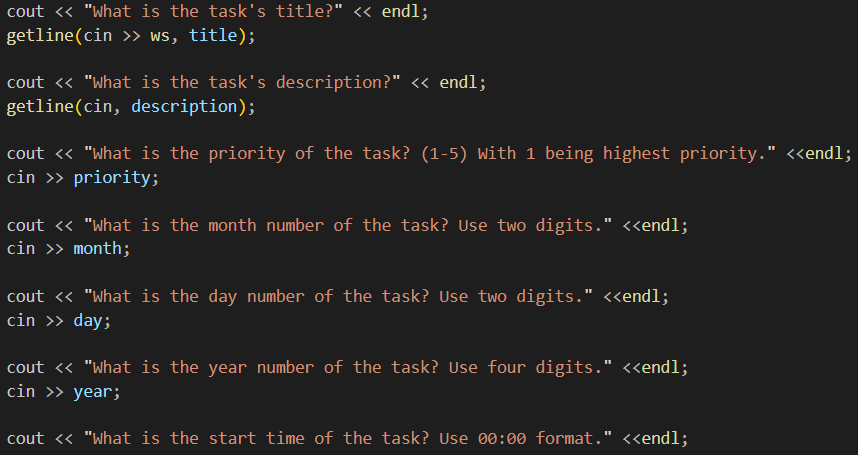 cout << "What is the task's title?" << endl;
getline(cin >> ws, title);
cout << "What is the task's description?" << endl;
getline(cin, description);
cout << "What is the priority of the task? (1-5) With 1 being highest priority." <<endl;
cin >> priority;
cout << "What is the month number of the task? Use two digits." <<endl;
cin >> month;
cout << "What is the day number of the task? Use two digits." <<endl;
cin >> day;
cout << "What is the year number of the task? Use four digits." <<endl;
cin >> year;
cout << "What is the start time of the task? Use 00:00 format." <<endl;